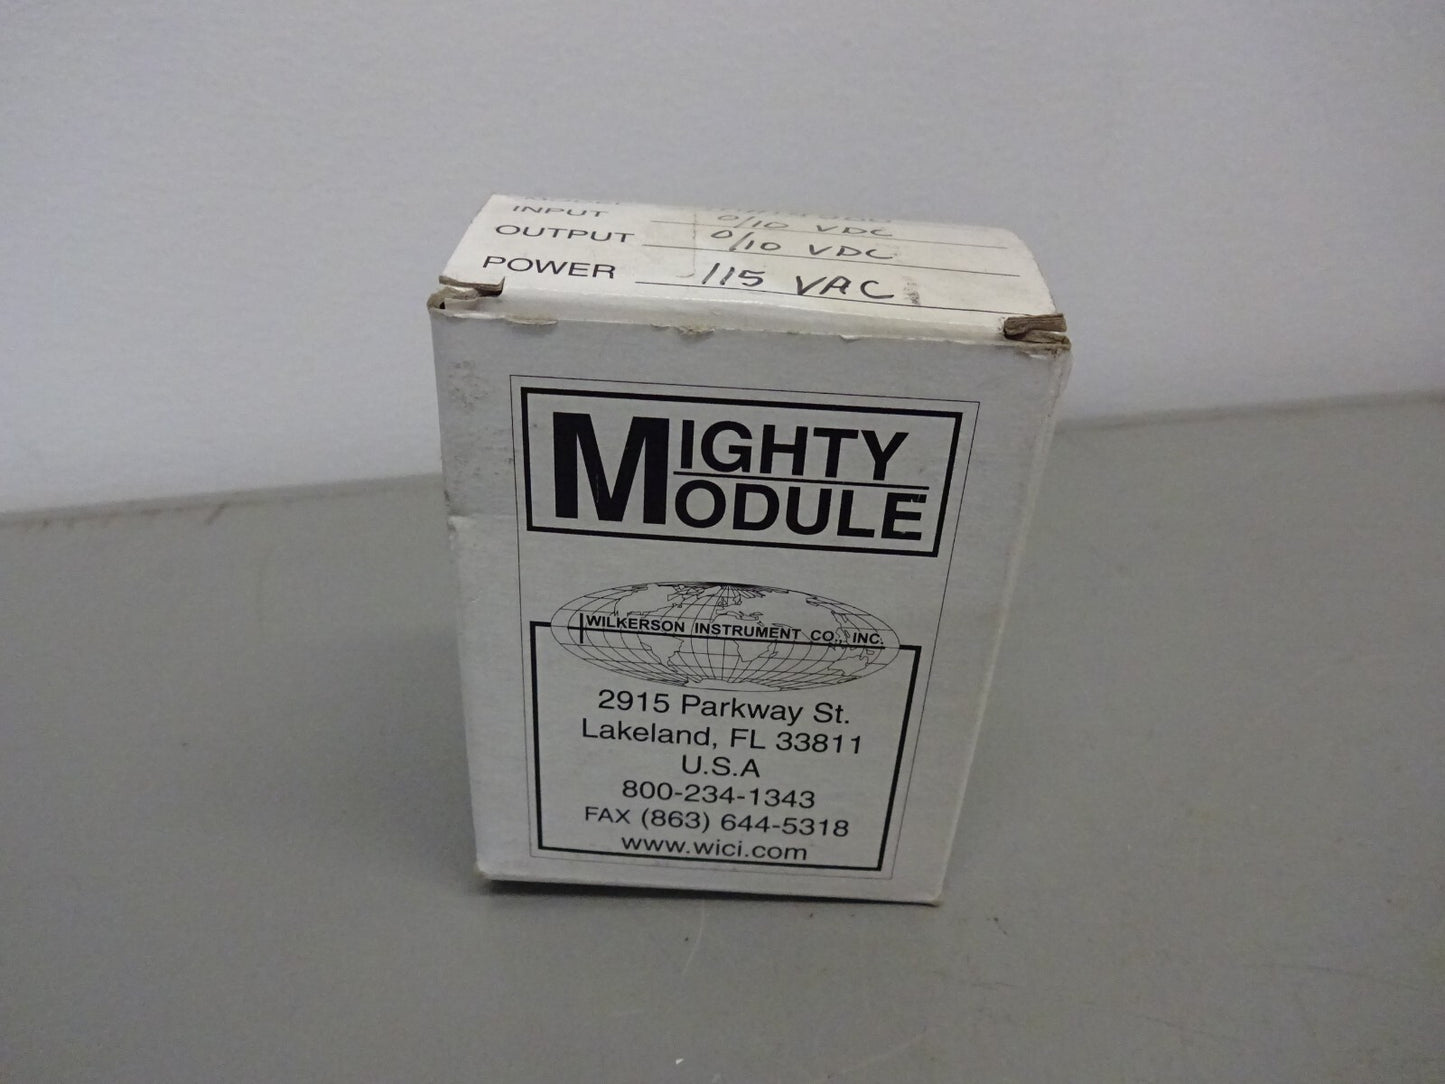 INPUT 0/10 VDC
OUTPUT 0/10 VDC
POWER 115 VAC
MIGHTY
MODULE
WILKERSON INSTRUMENT CO., INC.
2915 Parkway St.
Lakeland, FL 33811
U.S.A
800-234-1343
FAX (863) 644-5318
www.wici.com